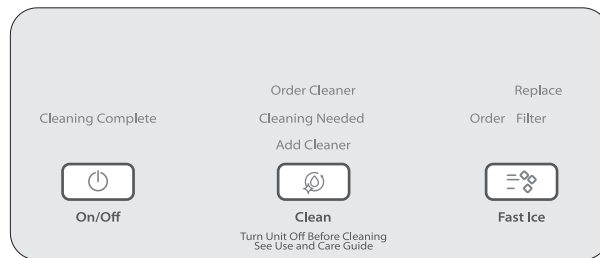 Order Cleaner
Replace
Cleaning Complete
Cleaning Needed
Order Filter
Add Cleaner
On/Off
Clean
Fast Ice
Turn Unit Off Before Cleaning
See Use and Care Guide